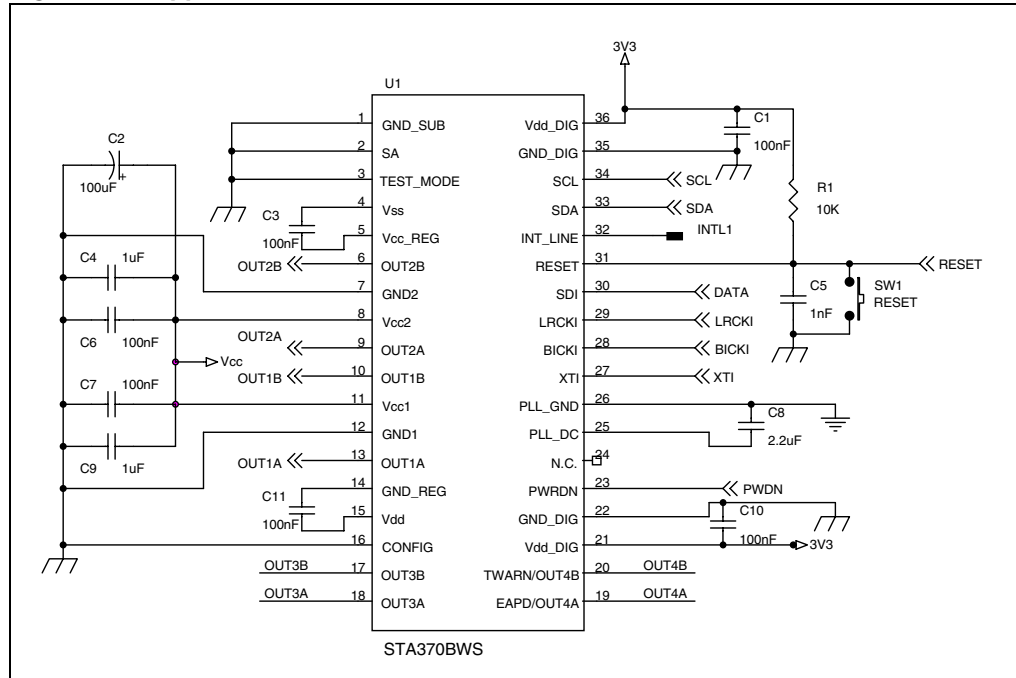 3V3
U1
1 GND_SUB Vdd_DIG 36
C1
100nF
2 SA GND_DIG 35
C2
100uF
+
3 TEST_MODE SCL 34 SCL
4 Vss SDA 33 SDA
C3
100nF
R1
10K
5 Vcc_REG INT_LINE 32 INTL1
OUT2B 6 OUT2B RESET 31 RESET
C4 1uF
7 GND2 SDI 30 DATA
C5
1nF
SW1
RESET
8 Vcc2 LRCKI 29 LRCKI
C6 100nF
OUT2A 9 OUT2A BICKI 28 BICKI
Vcc
OUT1B 10 OUT1B XTI 27 XTI
C7 100nF
11 Vcc1 PLL_GND 26
C8
2.2uF
12 GND1 PLL_DC 25
C9 1uF
OUT1A 13 OUT1A N.C. 24
14 GND_REG PWRDN 23 PWDN
C11
100nF
15 Vdd GND_DIG 22
C10
100nF
16 CONFIG Vdd_DIG 21 3V3
OUT3B 17 OUT3B TWARN/OUT4B 20 OUT4B
OUT3A 18 OUT3A EAPD/OUT4A 19 OUT4A
STA370BWS